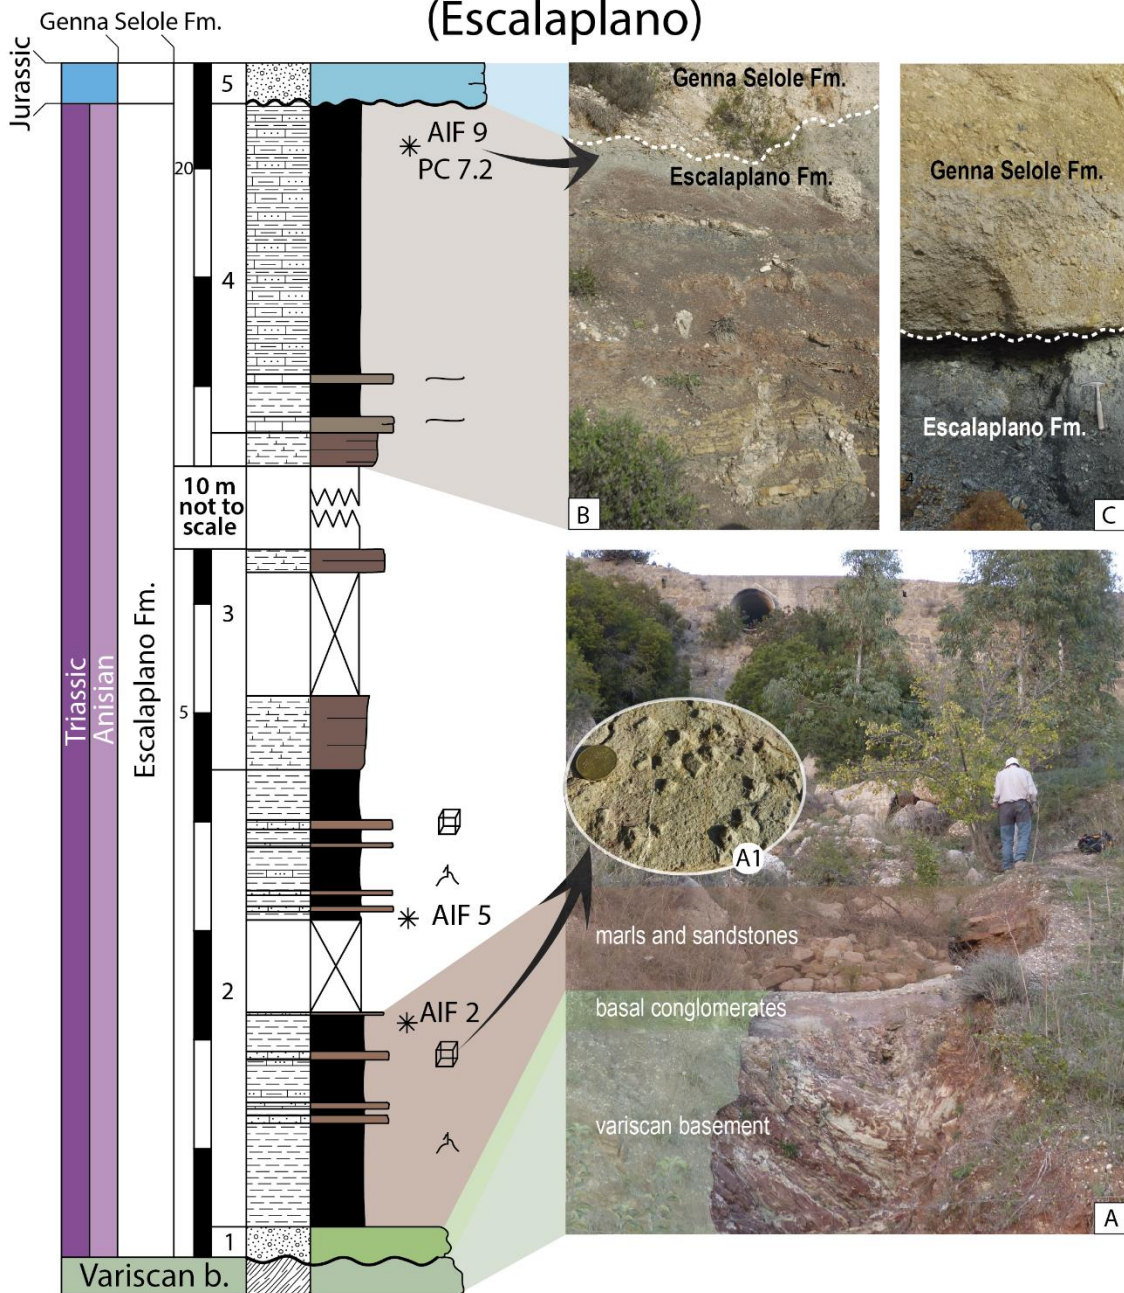 (Escalaplano)
Genna Selole Fm.
Jurassic
Triassic
Anisian
Escalaplano Fm.
5
20
4
10 m
not to
scale
3
5
2
1
Variscan b.
AIF 9
PC 7.2
AIF 5
AIF 2
Genna Selole Fm.
Escalaplano Fm.
B
Genna Selole Fm.
Escalaplano Fm.
4
C
A1
marls and sandstones
basal conglomerates
variscan basement
A